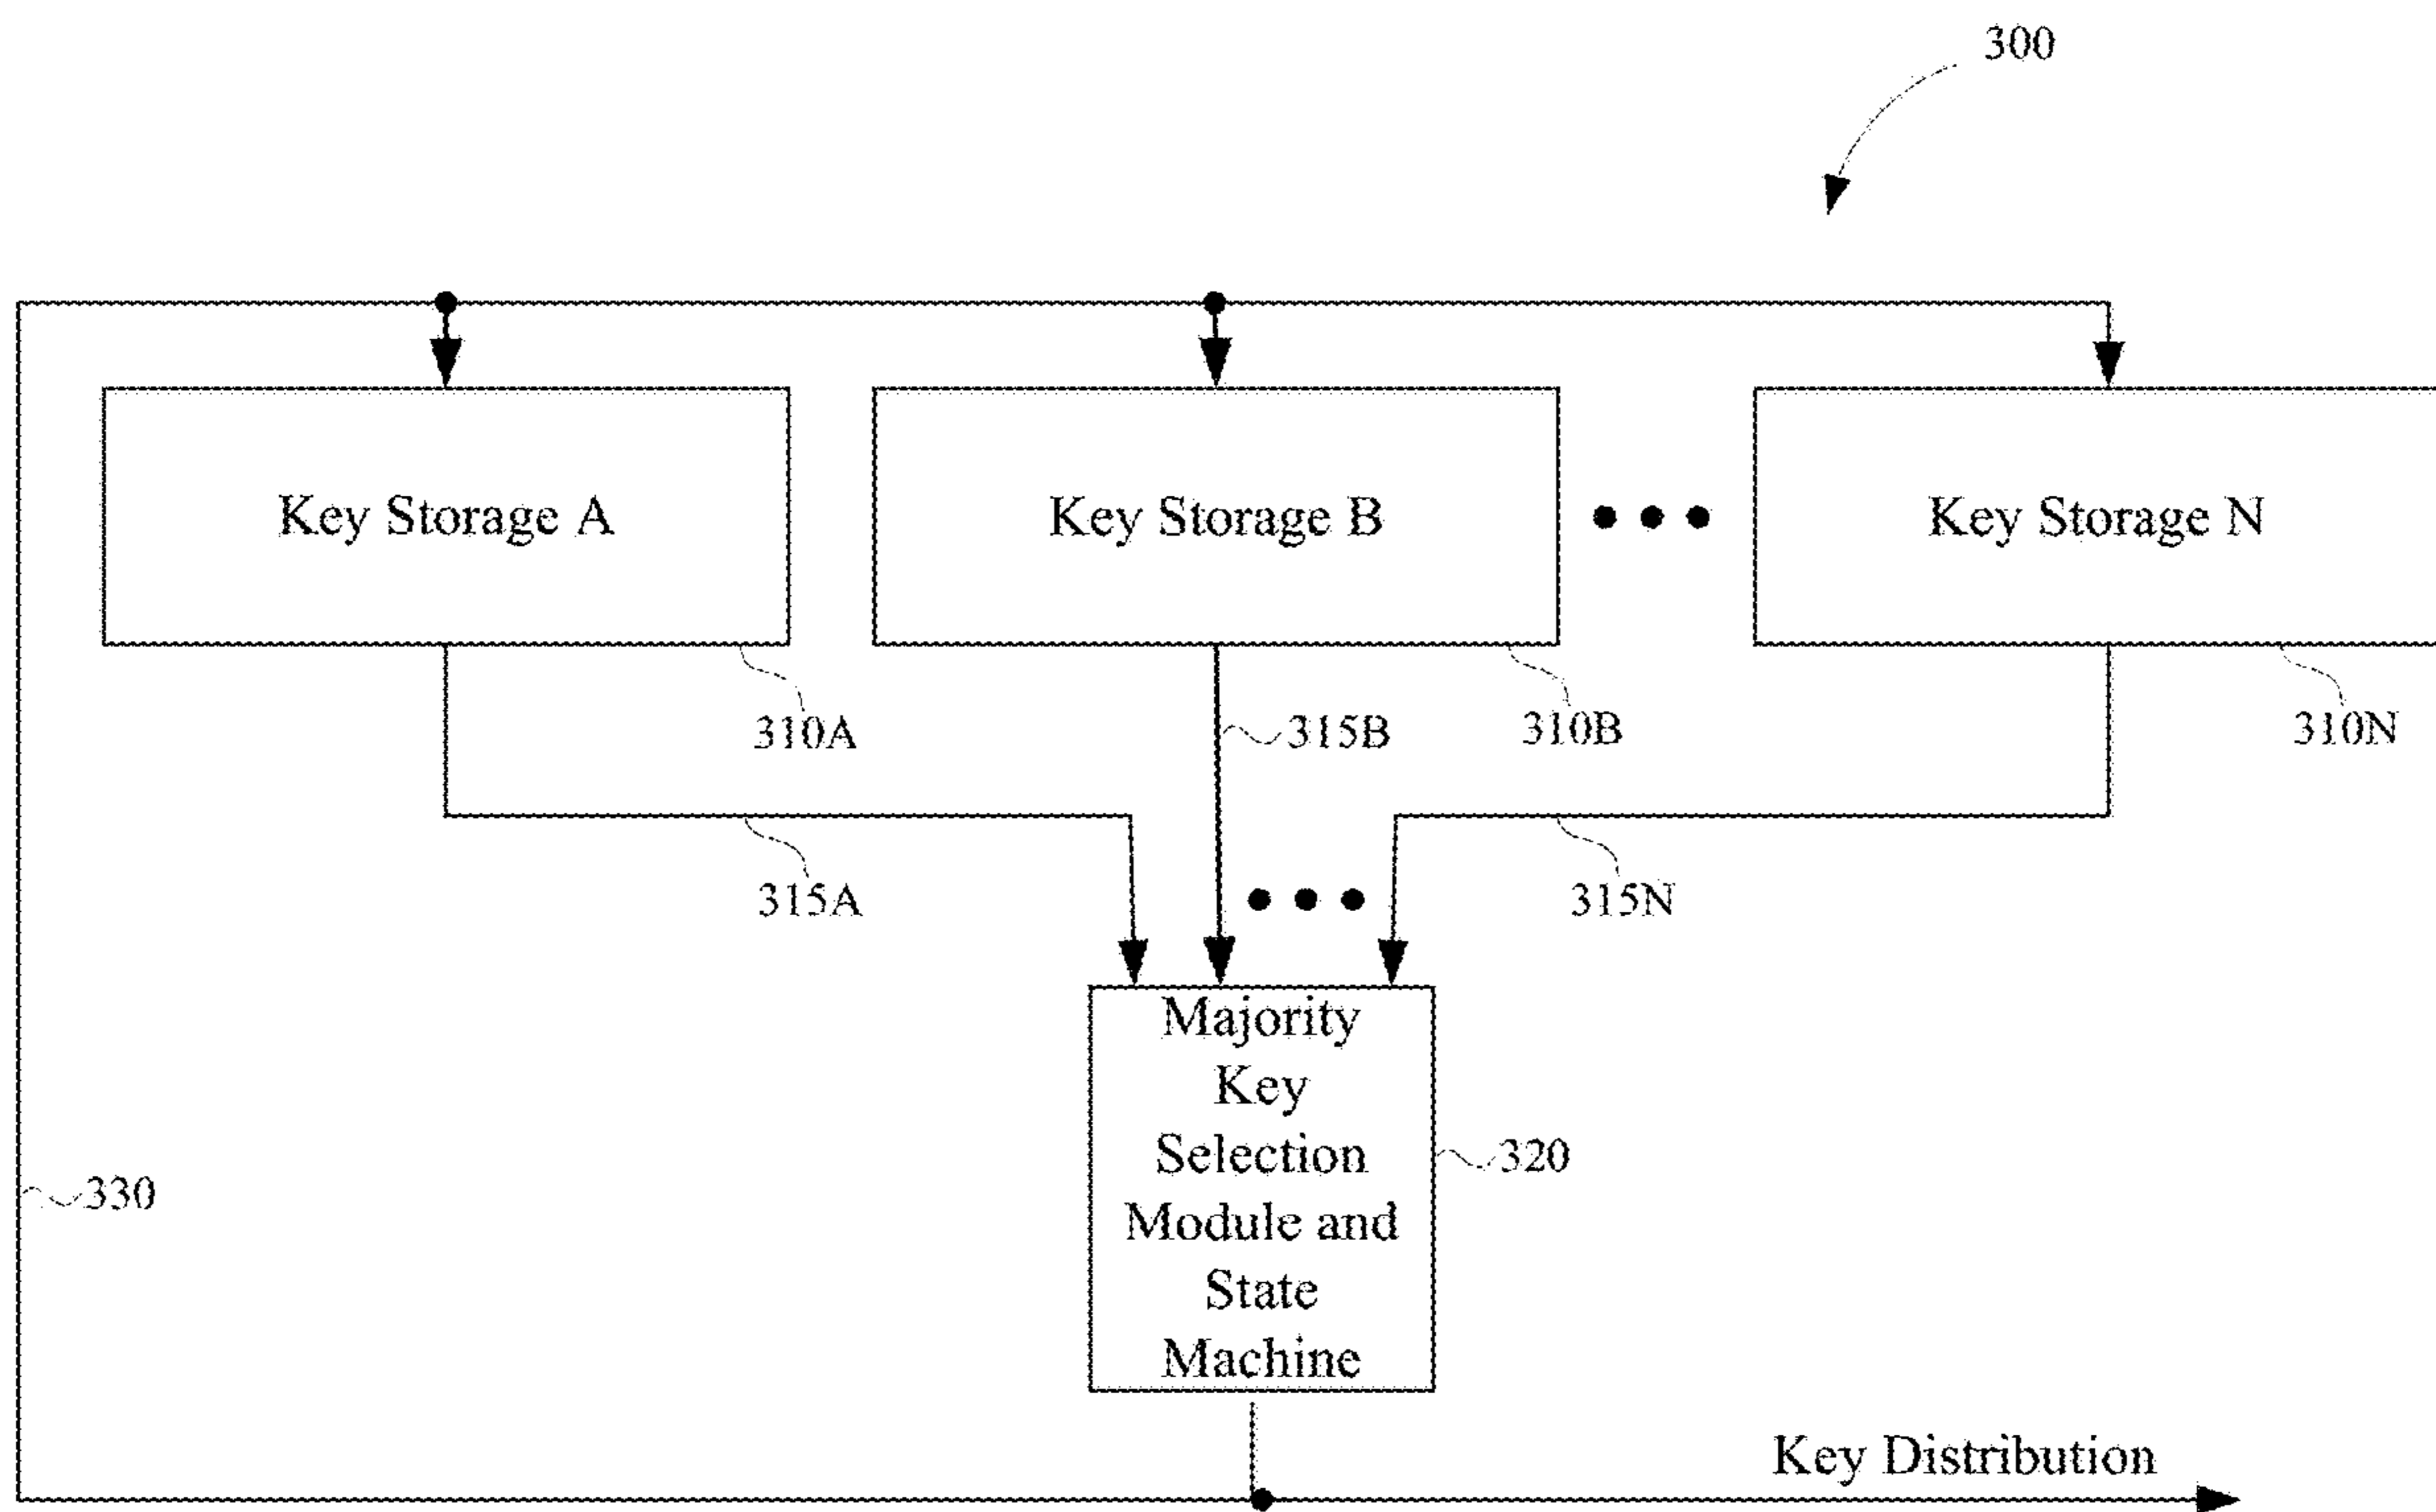 300
Key Storage A
Key Storage B
Key Storage N
310A
315B
310B
310N
315A
315N
Majority
Key
Selection
Module and
State
Machine
320
330
Key Distribution